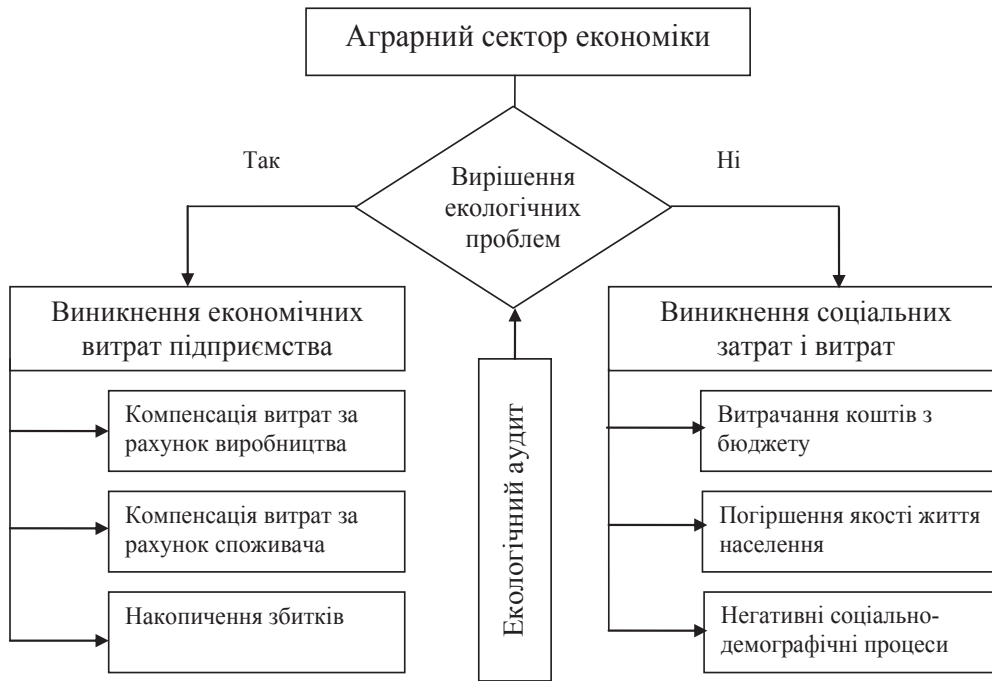 Аграрний сектор економіки
Так
Ні
Вирішення
екологічних
проблем
Виникнення економічних
витрат підприємства
Компенсація витрат за
рахунок виробництва
Компенсація витрат за
рахунок споживача
Накопичення збитків
Екологічний аудит
Виникнення соціальних
затрат і витрат
Витрачання коштів з
бюджету
Погіршення якості життя
населення
Негативні соціально-
демографічні процеси